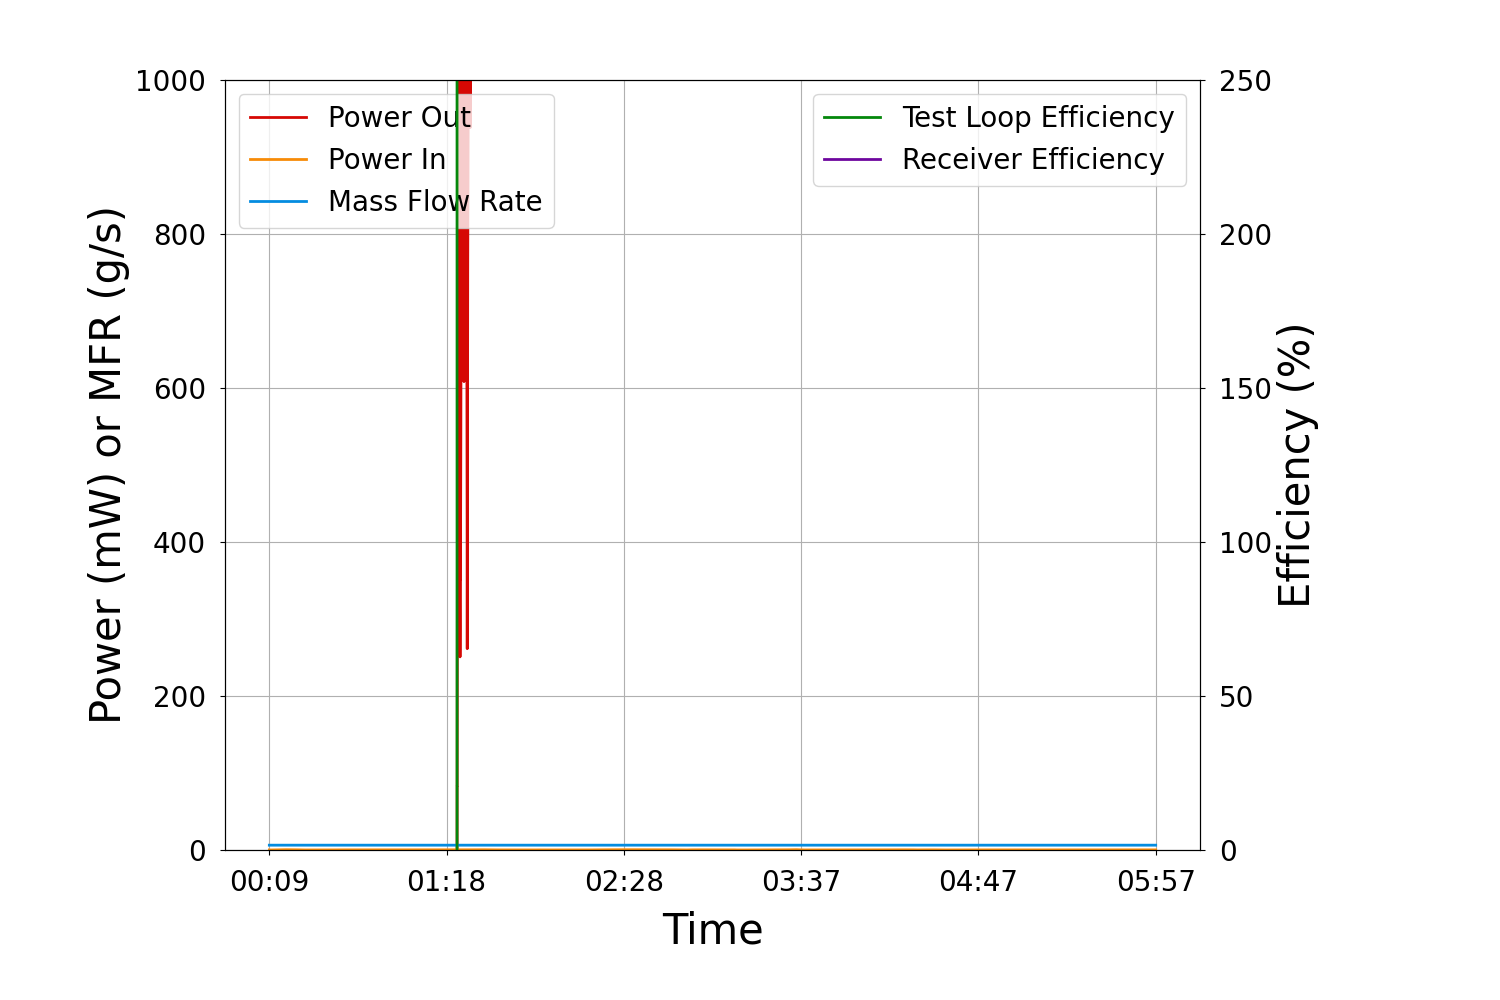 1000
800
600
400
200
0
Power (mW) or MFR (g/s)
Power Out
Power In
Mass Flow Rate
Test Loop Efficiency
Receiver Efficiency
250
200
150
100
50
0
Efficiency (%)
00:09 01:18 02:28 03:37 04:47 05:57
Time